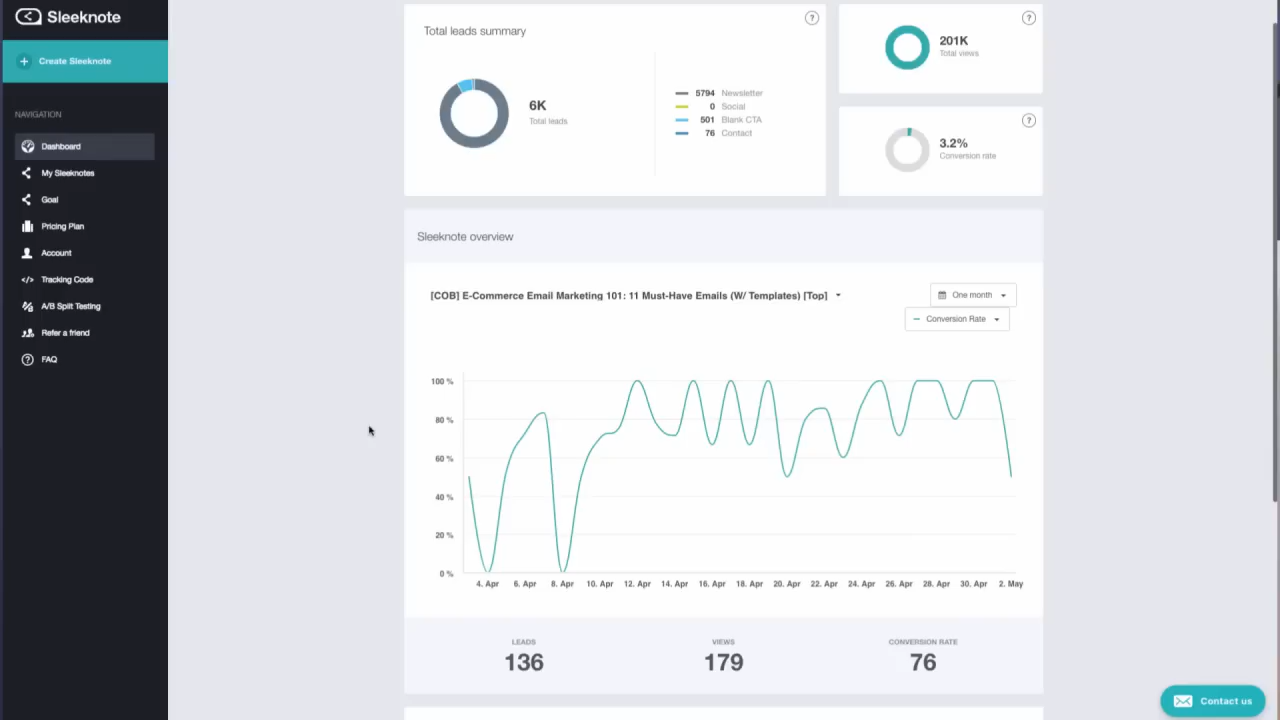 Sleeknote
Create Sleeknote
NAVIGATION
Dashboard
My Sleeknotes
Goal
Pricing Plan
Account
Tracking Code
A/B Split Testing
Refer a friend
FAQ
Total leads summary
?
6K
Total leads
5794 Newsletter
0 Social
501 Blank CTA
76 Contact
?
201K
Total views
?
3.2%
Conversion rate
Sleeknote overview
[COB] E-Commerce Email Marketing 101: 11 Must-Have Emails (W/ Templates) [Top]
One month
Conversion Rate
100 %
80 %
60 %
40 %
20 %
0 %
4. Apr 6. Apr 8. Apr 10. Apr 12. Apr 14. Apr 16. Apr 18. Apr 20. Apr 22. Apr 24. Apr 26. Apr 28. Apr 30. Apr 2. May
LEADS VIEWS CONVERSION RATE
136 179 76
Contact us